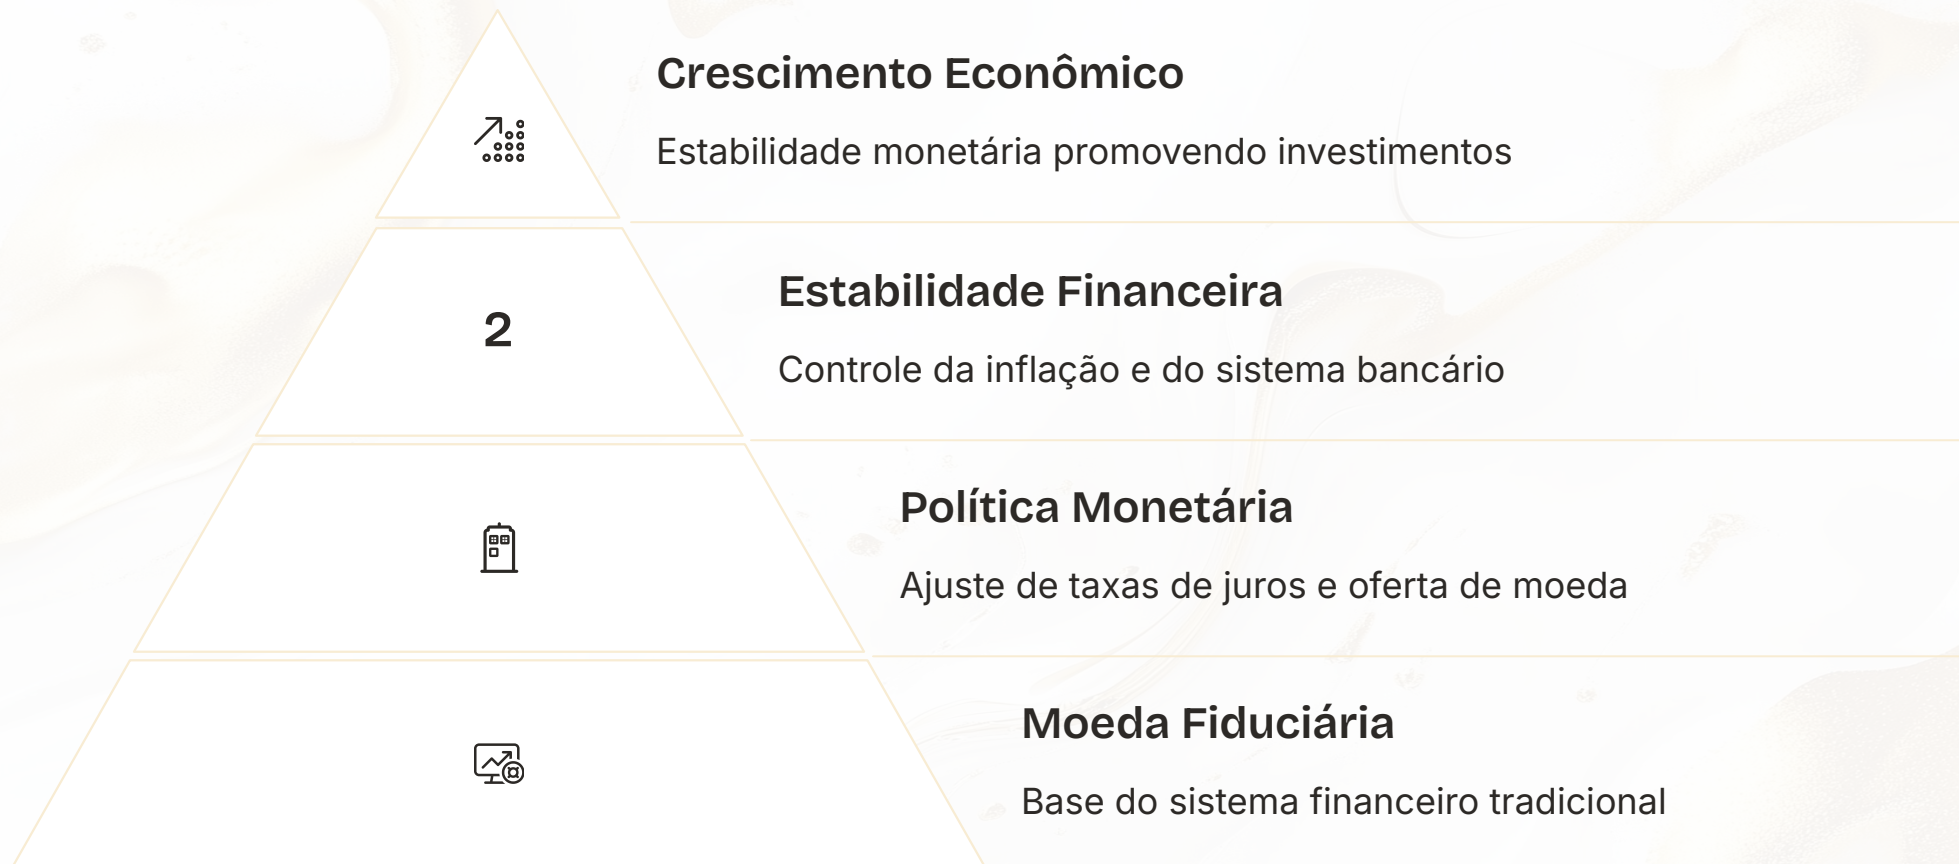 Crescimento Econômico
Estabilidade monetária promovendo investimentos
2
Estabilidade Financeira
Controle da inflação e do sistema bancário
Política Monetária
Ajuste de taxas de juros e oferta de moeda
Moeda Fiduciária
Base do sistema financeiro tradicional